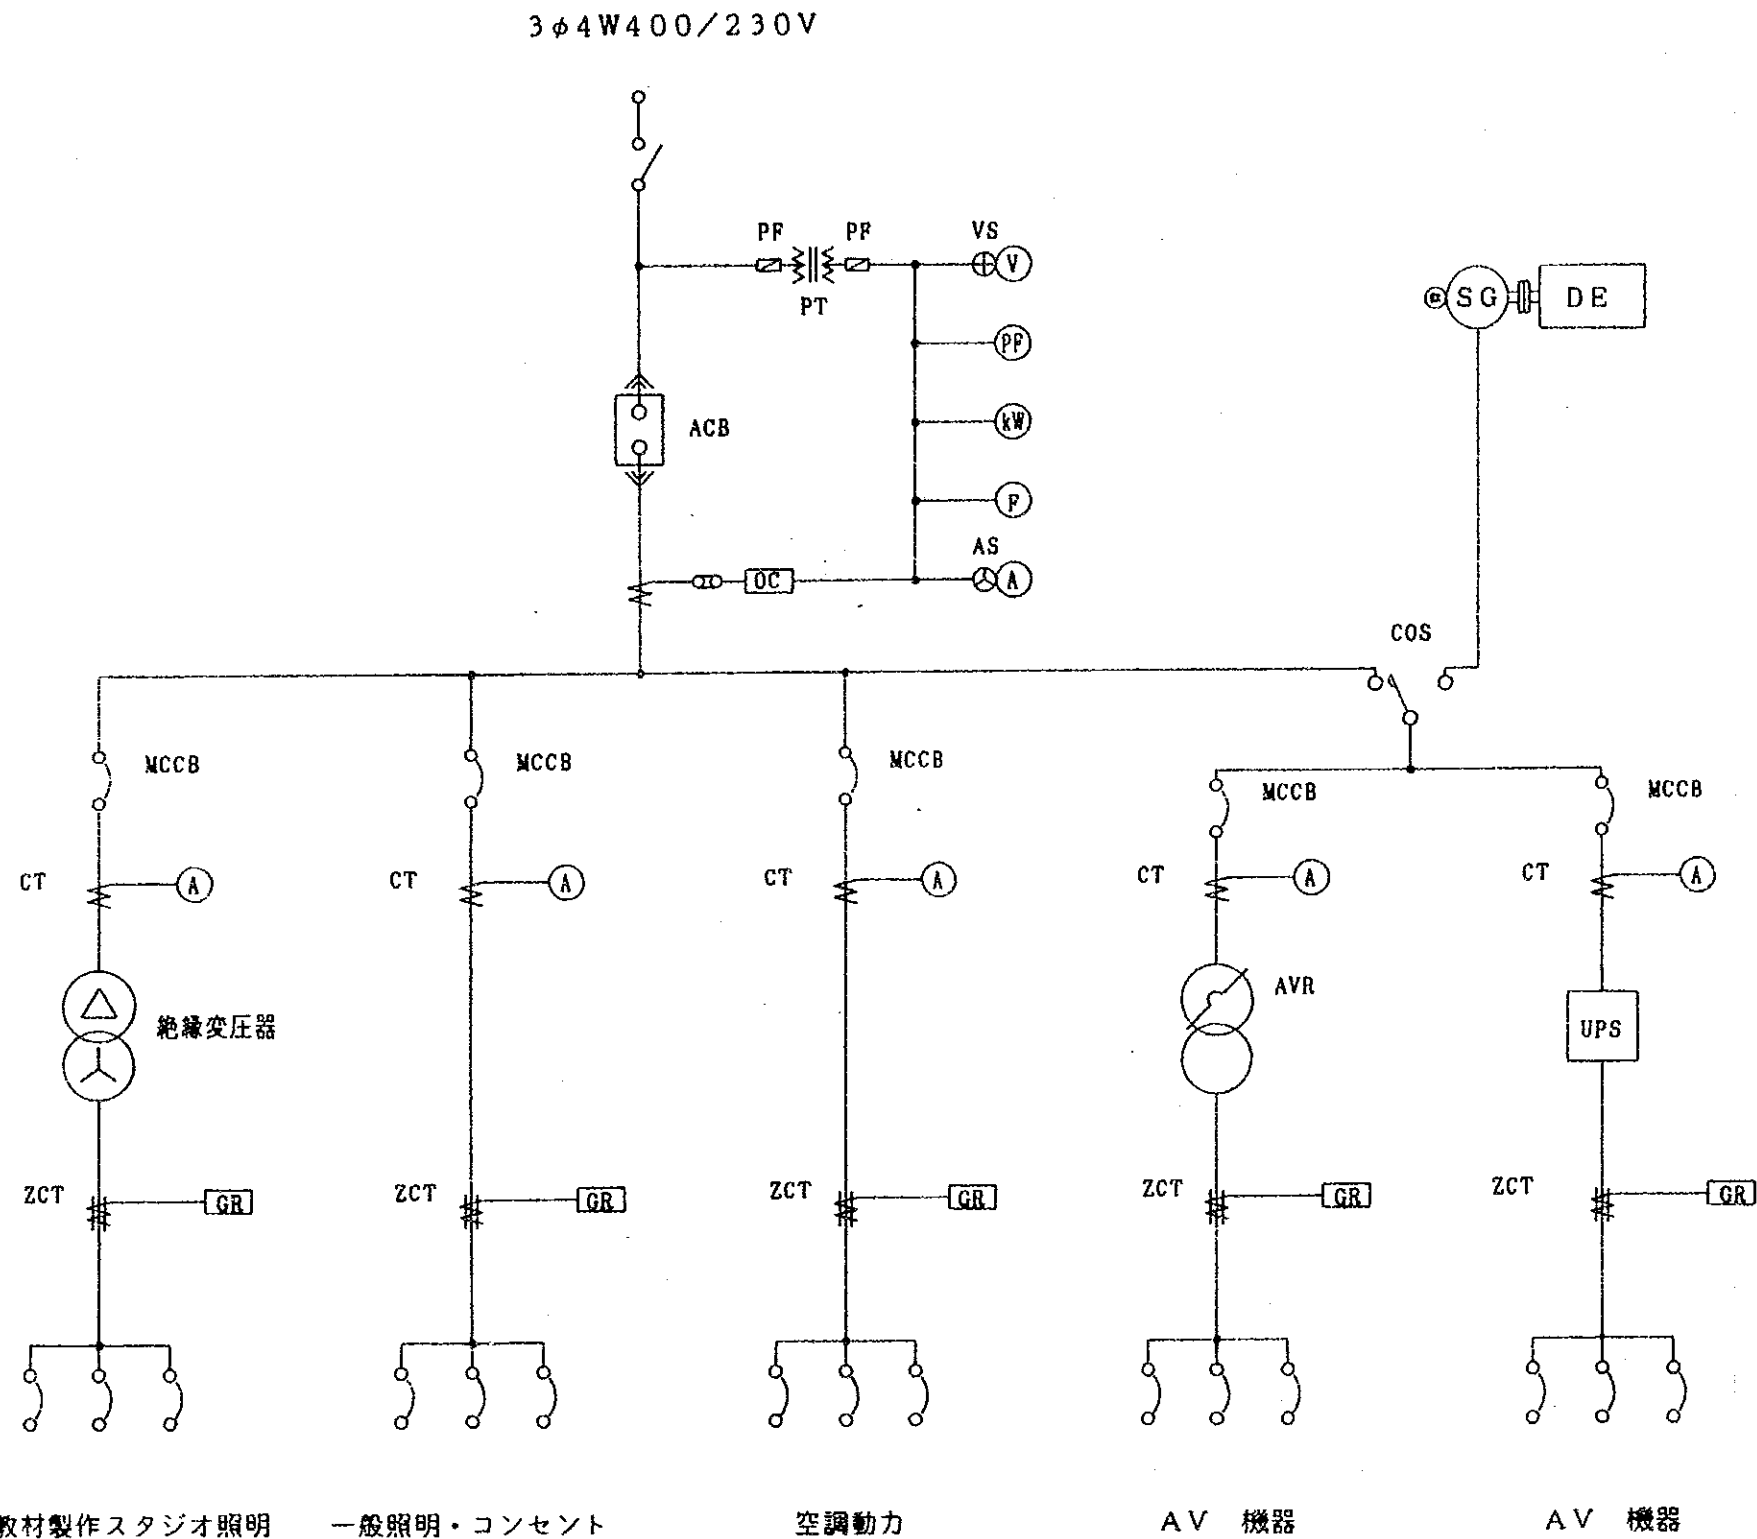 3φ4W400/230V
PF PF VS V
PT
SG DE
PF
ACB
kW
F
AS
OC A
COS
MCCB MCCB MCCB MCCB MCCB
CT A CT A CT A CT A CT A
AVR
絶縁変圧器 UPS
ZCT GR ZCT GR ZCT GR ZCT GR ZCT GR
教材製作スタジオ照明 一般照明・コンセント 空調動力 AV 機器 AV 機器